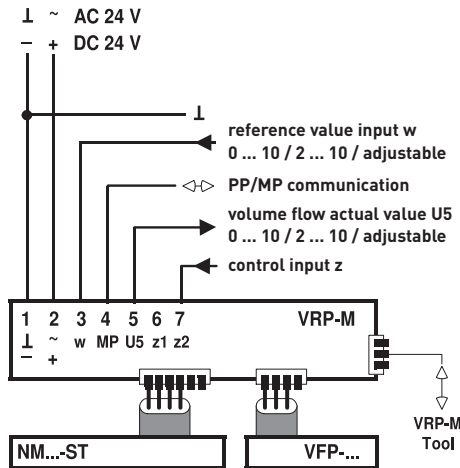 ⊥ ~ AC 24 V
− + DC 24 V
⊥
reference value input w
0 ... 10 / 2 ... 10 / adjustable
PP/MP communication
volume flow actual value U5
0 ... 10 / 2 ... 10 / adjustable
control input z
1 2 3 4 5 6 7 VRP-M
⊥ ~ w MP U5 z1 z2
− +
VRP-M
Tool
NM...-ST
VFP-...